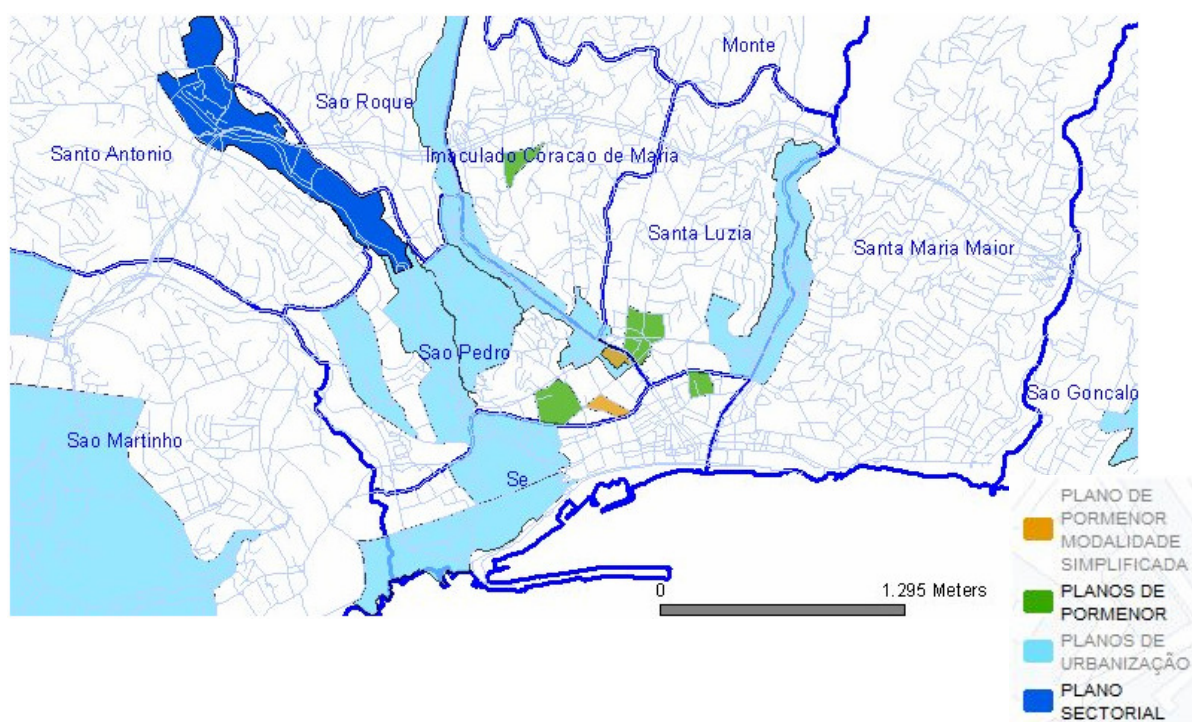 Monte
Sao Roque
Santo Antonio
Imaculado Coracao de Maria
Santa Luzia
Santa Maria Maior
Sao Pedro
Sao Goncalo
Sao Martinho
Se
0 1.295 Meters
PLANO DE
PORMENOR
MODALIDADE
SIMPLIFICADA
PLANOS DE
PORMENOR
PLANOS DE
URBANIZAÇÃO
PLANO
SECTORIAL